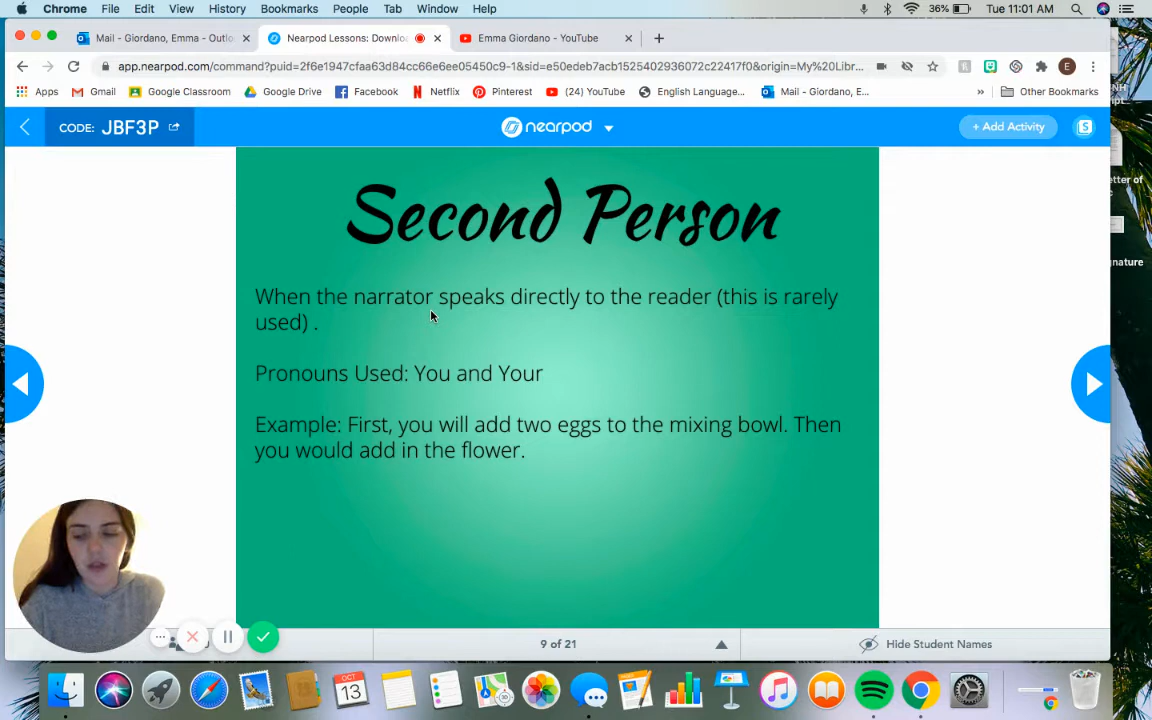 Chrome File Edit View History Bookmarks People Tab Window Help 36% Tue 11:01 AM
Mail - Giordano, Emma - Outlo Nearpod Lessons: Downlo Emma Giordano - YouTube
app.nearpod.com/command?puid=2f6e1947cfaa63d84cc66e6ee05450c9-1&sid=e50edeb7acb1525402936072c22417f0&origin=My%20Libr...
Apps Gmail Google Classroom Google Drive Facebook Netflix Pinterest (24) YouTube English Language... Mail - Giordano, E... » Other Bookmarks
CODE: JBF3P nearpod + Add Activity S
Second Person
When the narrator speaks directly to the reader (this is rarely
used) .
Pronouns Used: You and Your
Example: First, you will add two eggs to the mixing bowl. Then
you would add in the flower.
9 of 21 Hide Student Names
OCT
13